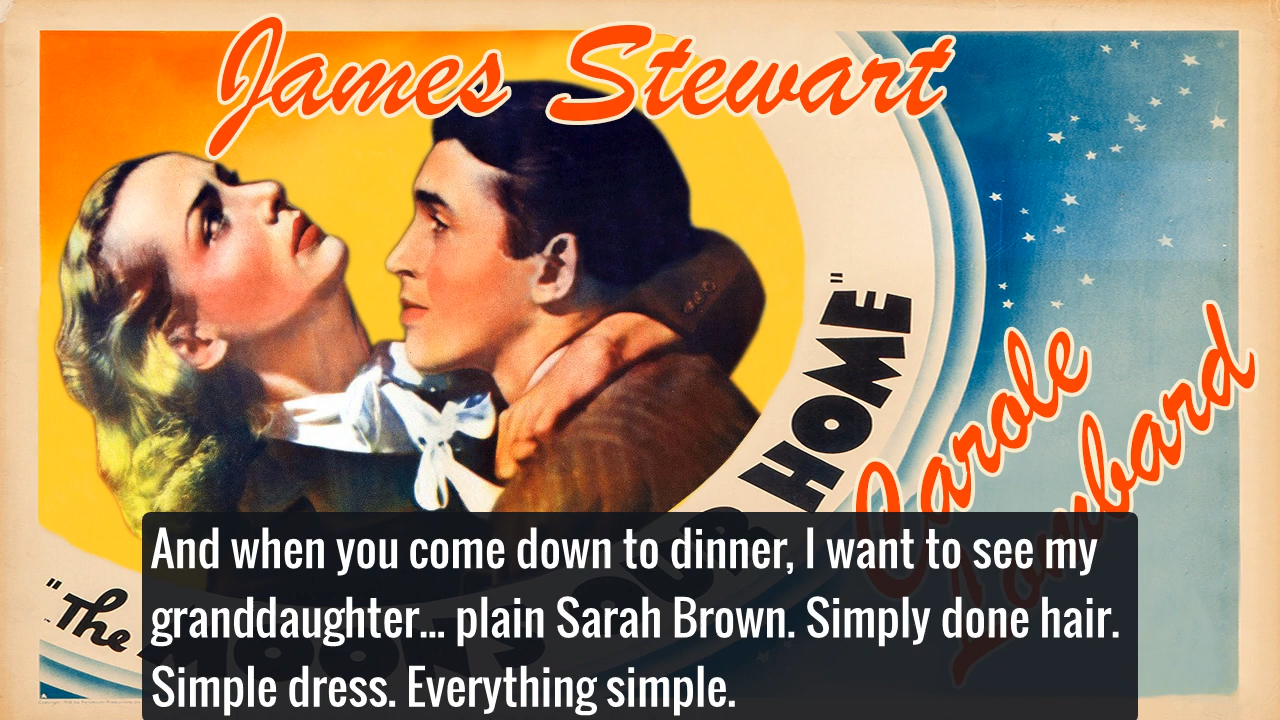 James Stewart
HOME"
Carole
Lombard
"The
And when you come down to dinner, I want to see my
granddaughter... plain Sarah Brown. Simply done hair.
Simple dress. Everything simple.